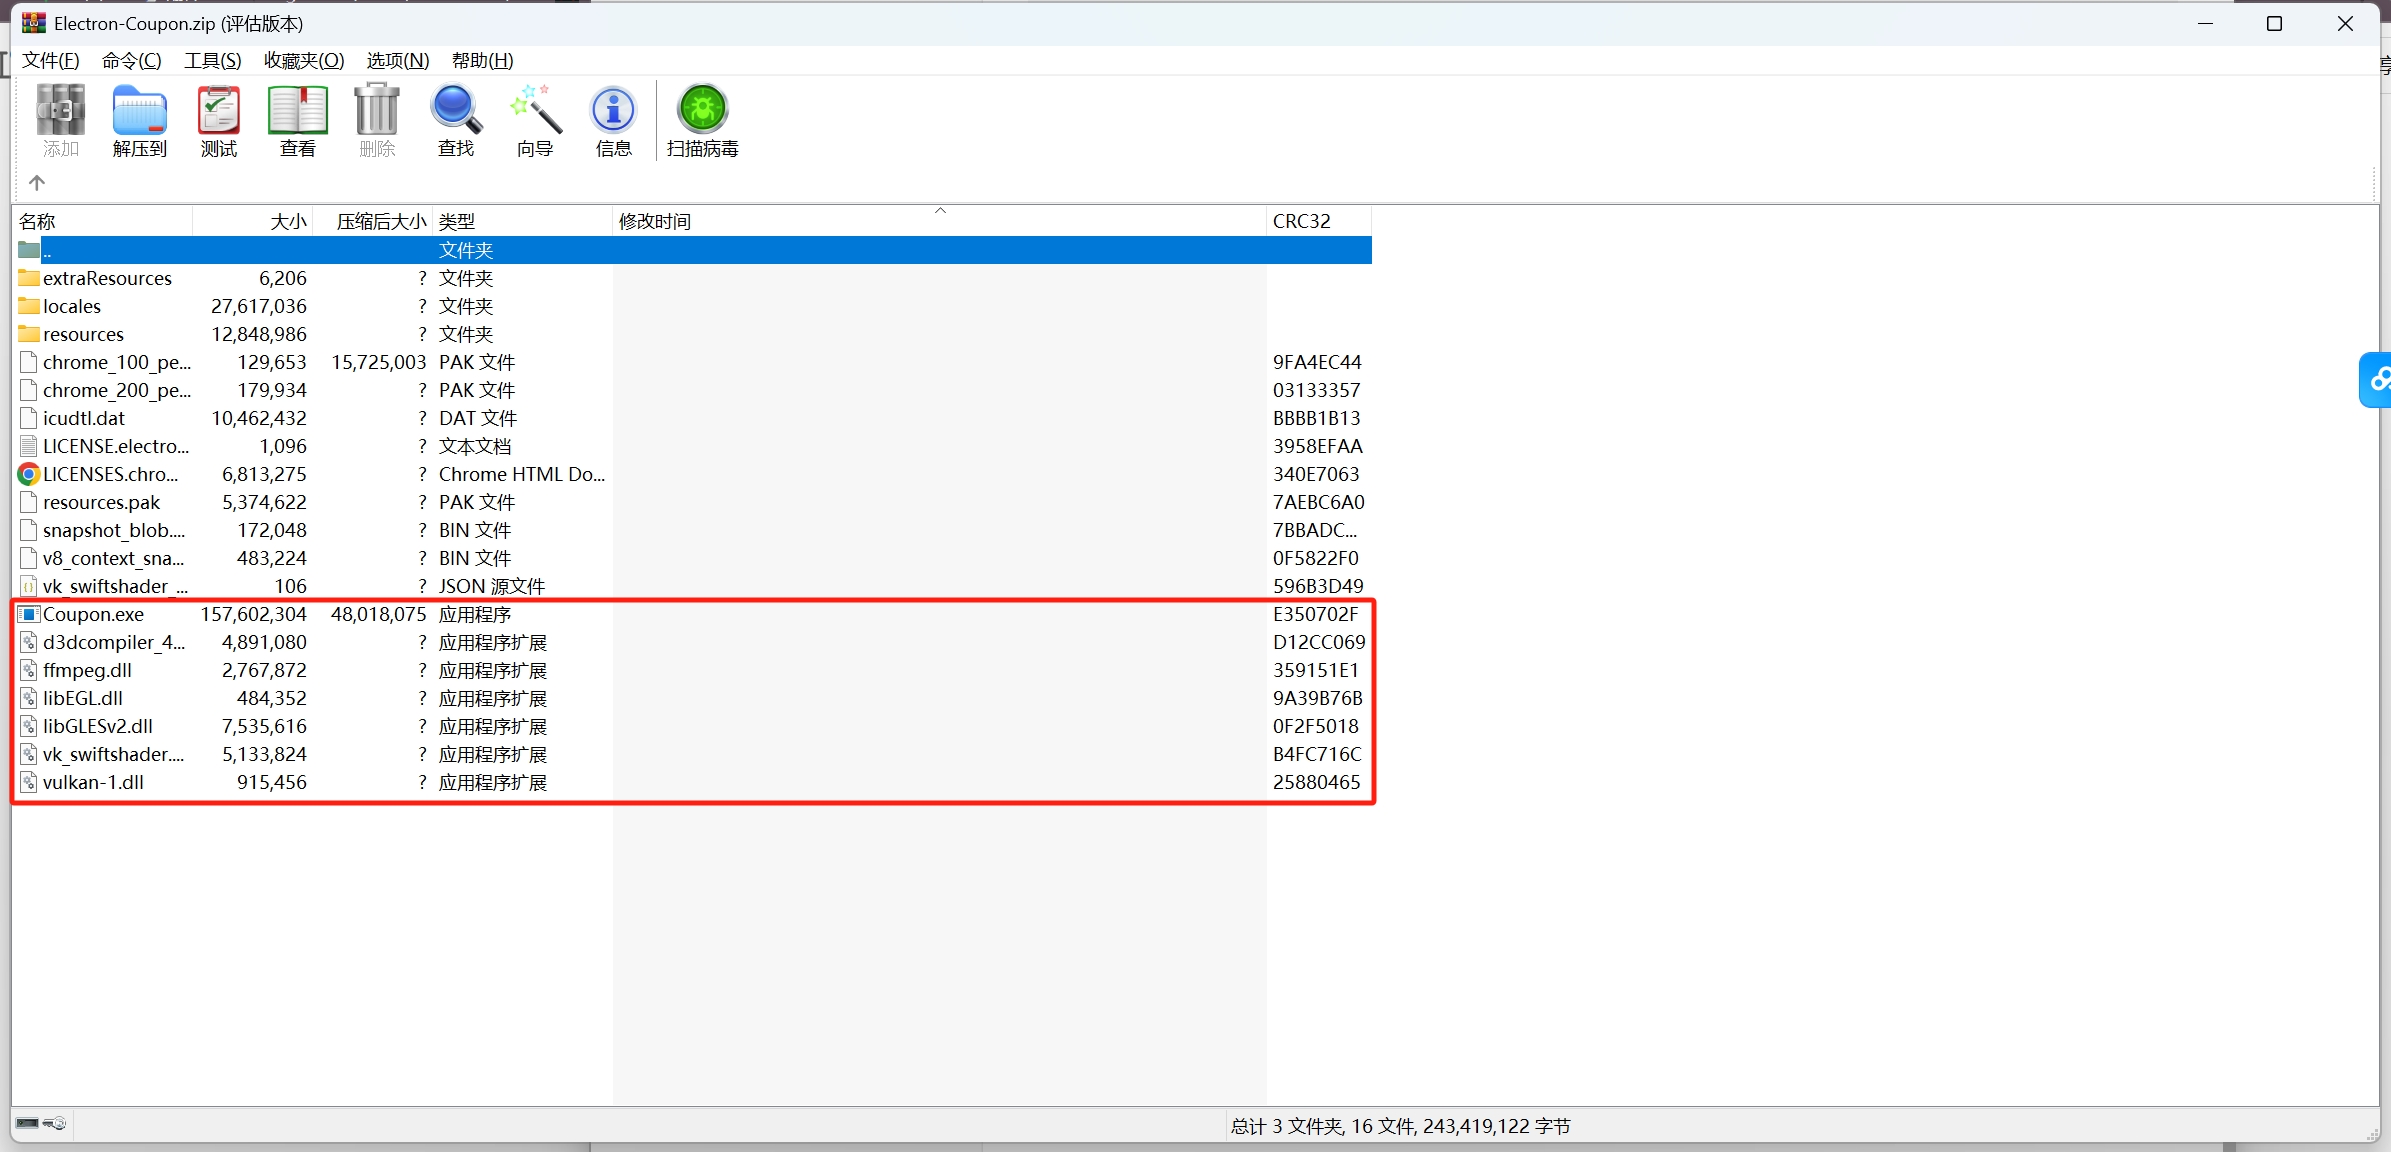 Electron-Coupon.zip (评估版本)
文件(F) 命令(C) 工具(S) 收藏夹(O) 选项(N) 帮助(H)
添加 解压到 测试 查看 删除 查找 向导 信息 扫描病毒
名称 大小 压缩后大小 类型 修改时间 CRC32
.. 文件夹
extraResources 6,206 ? 文件夹
locales 27,617,036 ? 文件夹
resources 12,848,986 ? 文件夹
chrome_100_pe... 129,653 15,725,003 PAK 文件 9FA4EC44
chrome_200_pe... 179,934 ? PAK 文件 03133357
icudtl.dat 10,462,432 ? DAT 文件 BBBB1B13
LICENSE.electro... 1,096 ? 文本文档 3958EFAA
LICENSES.chro... 6,813,275 ? Chrome HTML Do... 340E7063
resources.pak 5,374,622 ? PAK 文件 7AEBC6A0
snapshot_blob.... 172,048 ? BIN 文件 7BBADC...
v8_context_sna... 483,224 ? BIN 文件 0F5822F0
vk_swiftshader_... 106 ? JSON 源文件 596B3D49
Coupon.exe 157,602,304 48,018,075 应用程序 E350702F
d3dcompiler_4... 4,891,080 ? 应用程序扩展 D12CC069
ffmpeg.dll 2,767,872 ? 应用程序扩展 359151E1
libEGL.dll 484,352 ? 应用程序扩展 9A39B76B
libGLESv2.dll 7,535,616 ? 应用程序扩展 0F2F5018
vk_swiftshader.... 5,133,824 ? 应用程序扩展 B4FC716C
vulkan-1.dll 915,456 ? 应用程序扩展 25880465
总计 3 文件夹, 16 文件, 243,419,122 字节